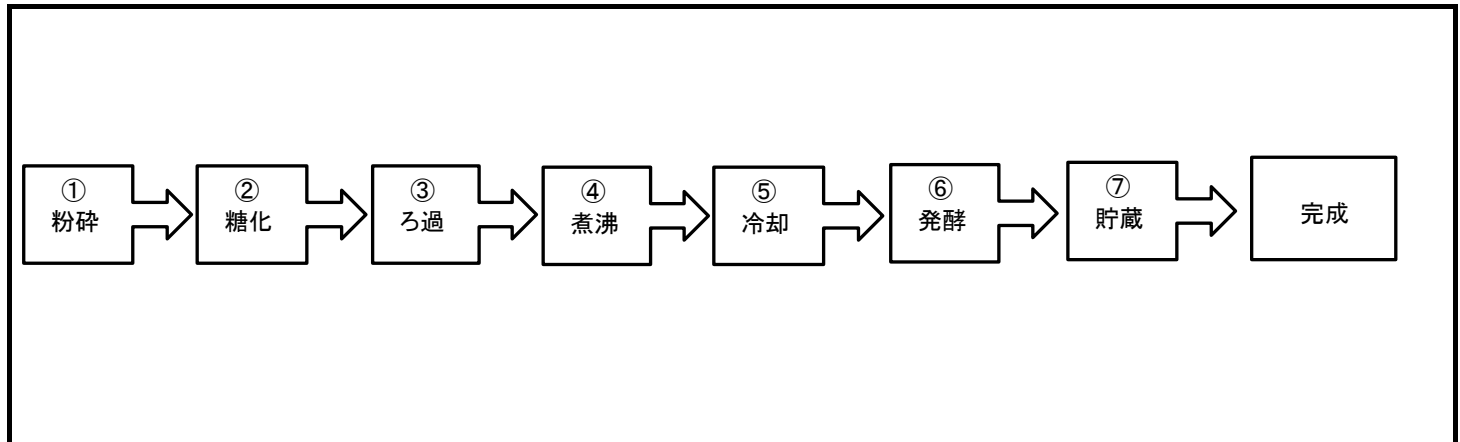 ①
粉砕
②
糖化
③
ろ過
④
煮沸
⑤
冷却
⑥
発酵
⑦
貯蔵
完成